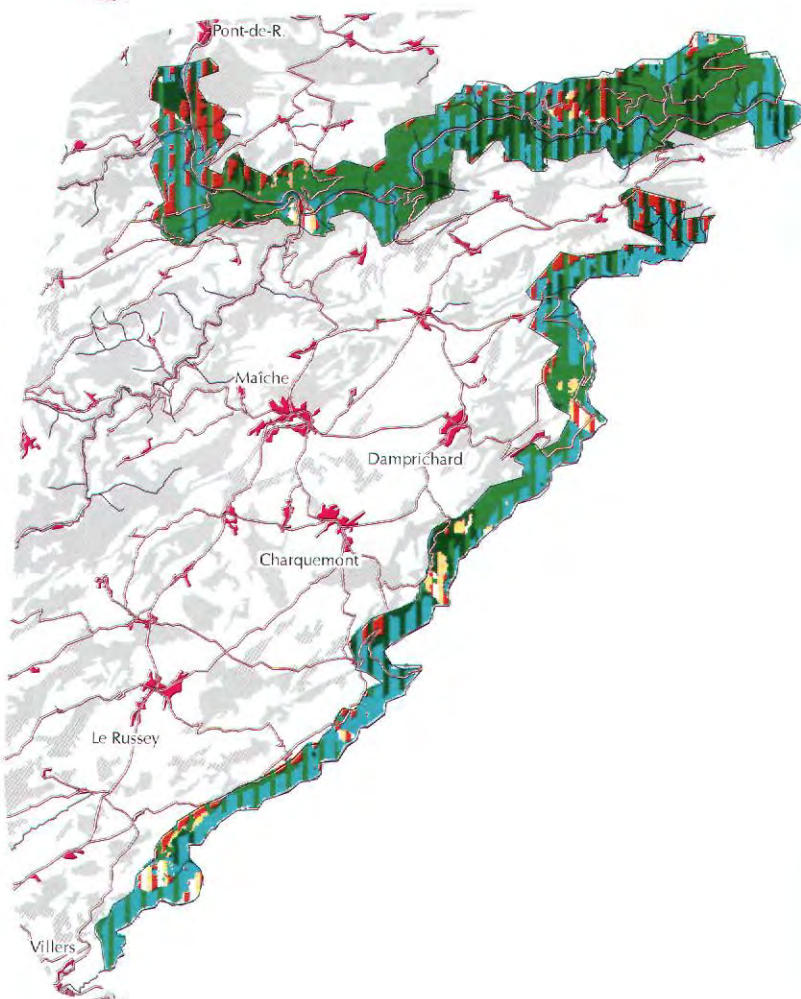 Pont-de-R.
Maîche
Damprichard
Charquemont
Le Russey
Villers